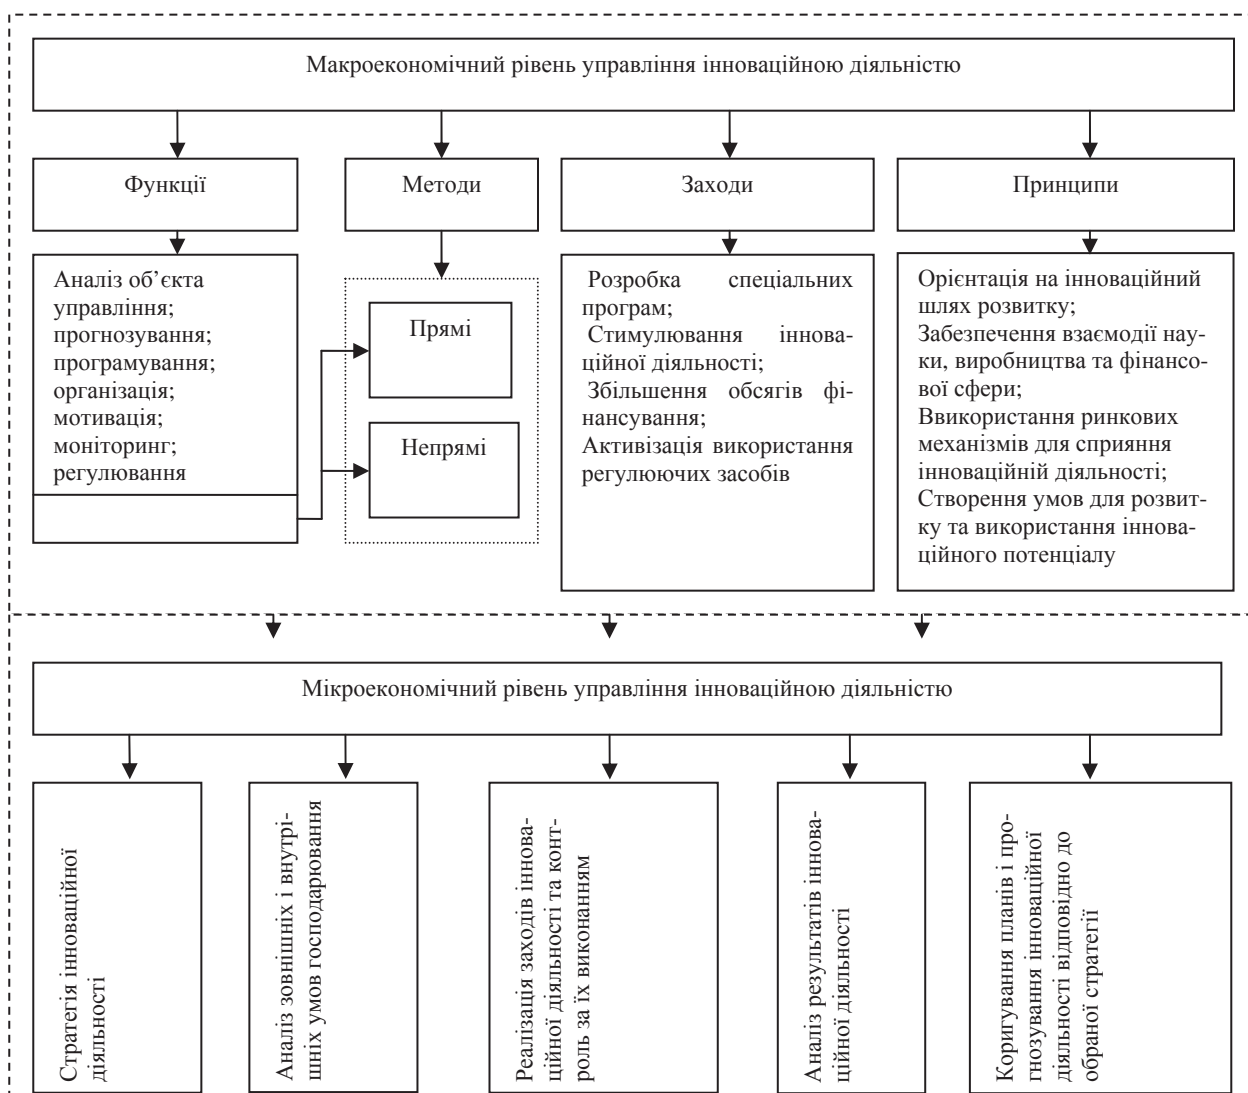 Макроекономічний рівень управління інноваційною діяльністю
Функції
Методи
Заходи
Принципи
Аналіз об’єкта
управління;
прогнозування;
програмування;
організація;
мотивація;
моніторинг;
регулювання
Прямі
Непрямі
Розробка спеціальних
програм;
Стимулювання іннова-
ційної діяльності;
Збільшення обсягів фі-
нансування;
Активізація використання
регулюючих засобів
Орієнтація на інноваційний
шлях розвитку;
Забезпечення взаємодії нау-
ки, виробництва та фінансо-
вої сфери;
Ввикористання ринкових
механізмів для сприяння
інноваційній діяльності;
Створення умов для розвит-
ку та використання іннова-
ційного потенціалу
Мікроекономічний рівень управління інноваційною діяльністю
Стратегія інноваційної
діяльності
Аналіз зовнішніх і внутрі-
шніх умов господарювання
Реалізація заходів іннова-
ційної діяльності та конт-
роль за їх виконанням
Аналіз результатів іннова-
ційної діяльності
Коригування планів і про-
гнозування інноваційної
діяльності відповідно до
обраної стратегії